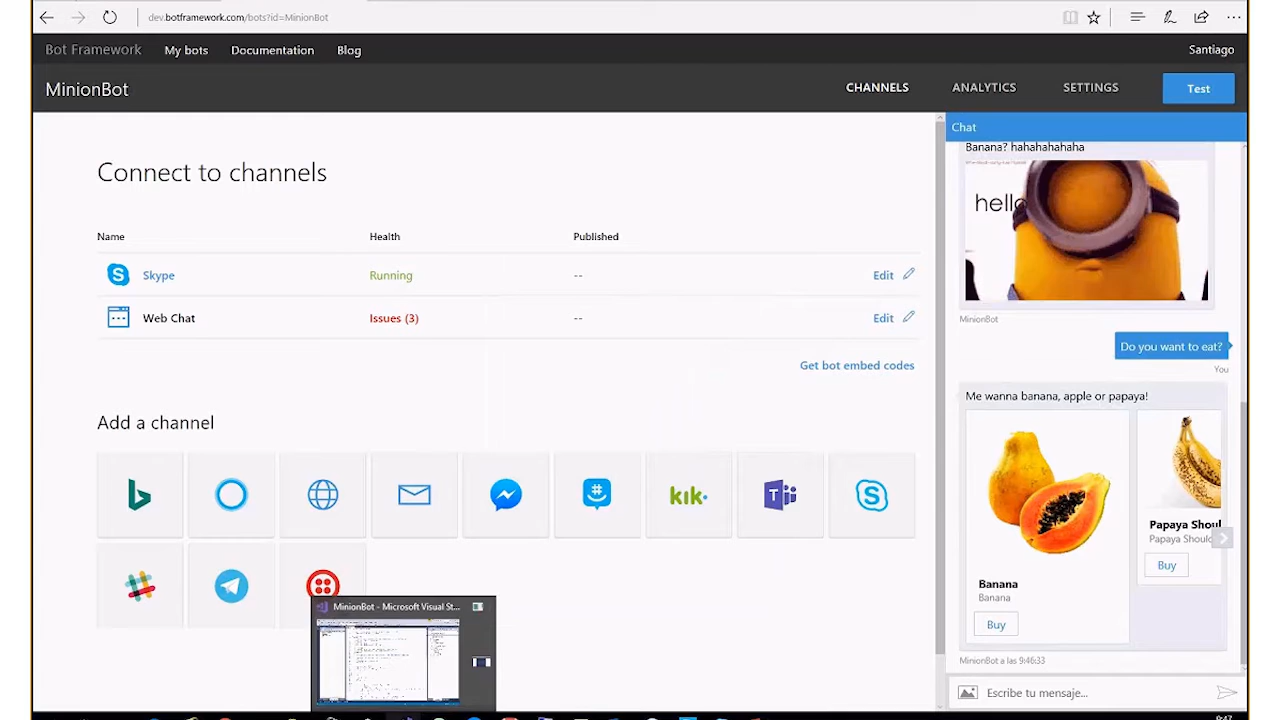 dev.botframework.com/bots?id=MinionBot
Bot Framework My bots Documentation Blog Santiago
MinionBot CHANNELS ANALYTICS SETTINGS Test
Connect to channels
Name Health Published
Skype Running -- Edit
Web Chat Issues (3) -- Edit
Get bot embed codes
Add a channel
kik.
MinionBot - Microsoft Visual St...
Chat
Banana? hahahahahaha
hello
MinionBot
Do you want to eat?
You
Me wanna banana, apple or papaya!
Banana
Banana
Buy
Papaya Shoul
Papaya Should
Buy
MinionBot a las 9:46:33
Escribe tu mensaje...